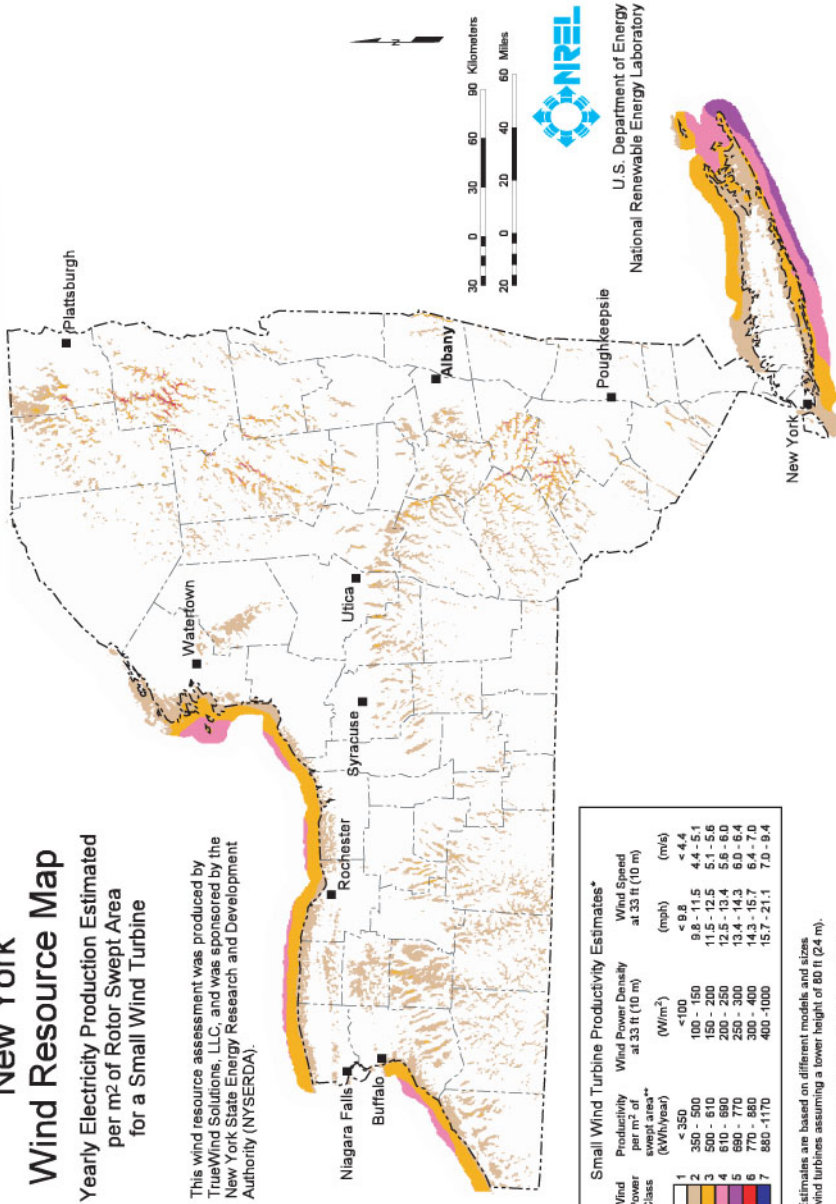 New York
Wind Resource Map
Yearly Electricity Production Estimated
per m2 of Rotor Swept Area
for a Small Wind Turbine
This wind resource assessment was produced by
TrueWind Solutions, LLC, and was sponsored by the
New York State Energy Research and Development
Authority (NYSERDA).
Plattsburgh
Watertown
Niagara Falls
Buffalo
Rochester
Syracuse
Utica
Albany
Poughkeepsie
New York
N
30 0 30 60 90 Kilometers
20 0 20 40 60 Miles
NREL
U.S. Department of Energy
National Renewable Energy Laboratory
Small Wind Turbine Productivity Estimates*
Wind Productivity Wind Power Density Wind Speed
Power per m2 of at 33 ft (10 m) at 33 ft (10 m)
Class swept area**
(kWh/year) (W/m2) (mph) (m/s)
1 < 350 <100 < 9.8 < 4.4
2 350 - 500 100 - 150 9.8 - 11.5 4.4 - 5.1
3 500 - 610 150 - 200 11.5 - 12.5 5.1 - 5.6
4 610 - 690 200 - 250 12.5 - 13.4 5.6 - 6.0
5 690 - 770 250 - 300 13.4 - 14.3 6.0 - 6.4
6 770 - 880 300 - 400 14.3 - 15.7 6.4 - 7.0
7 880 -1170 400 -1000 15.7 - 21.1 7.0 - 9.4
Estimates are based on different models and sizes
wind turbines assuming a tower height of 80 ft (24 m).